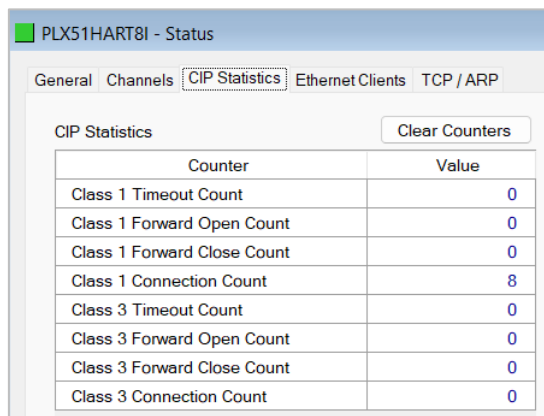 PLX51HART8I - Status
General Channels CIP Statistics Ethernet Clients TCP / ARP
CIP Statistics Clear Counters
Counter Value
Class 1 Timeout Count 0
Class 1 Forward Open Count 0
Class 1 Forward Close Count 0
Class 1 Connection Count 8
Class 3 Timeout Count 0
Class 3 Forward Open Count 0
Class 3 Forward Close Count 0
Class 3 Connection Count 0